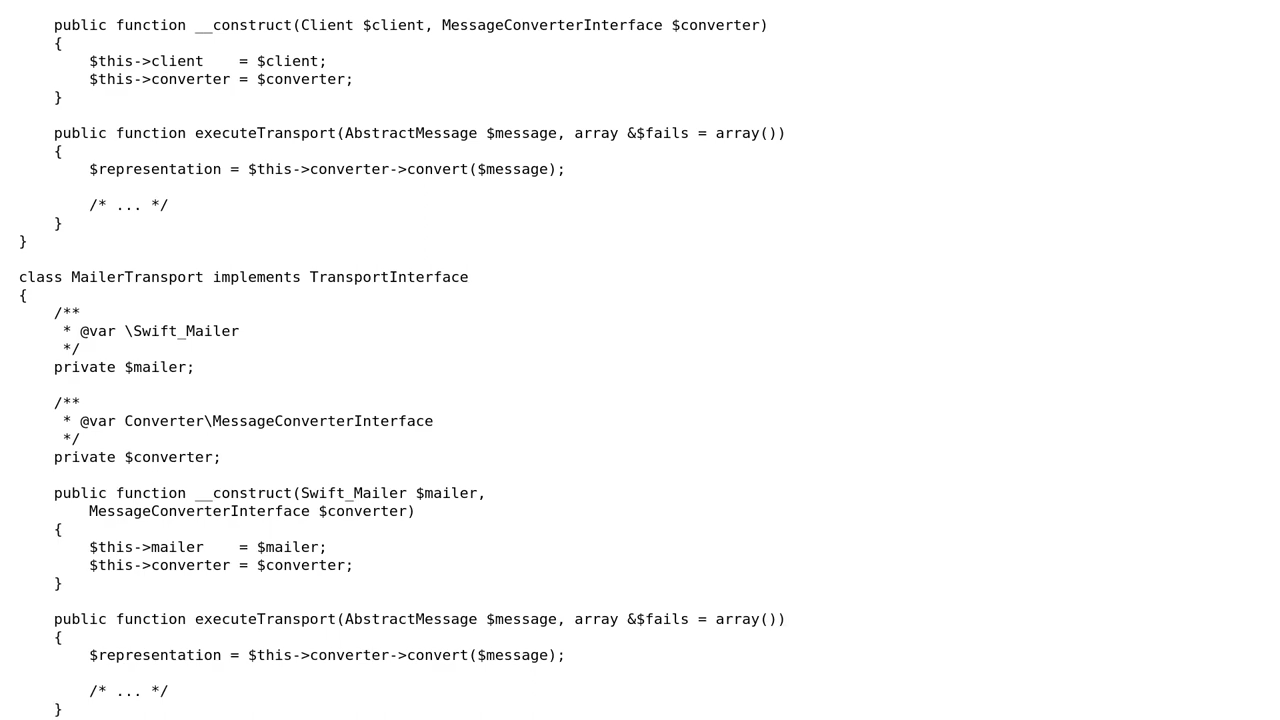 public function __construct(Client $client, MessageConverterInterface $converter)
    {
        $this->client    = $client;
        $this->converter = $converter;
    }

    public function executeTransport(AbstractMessage $message, array &$fails = array())
    {
        $representation = $this->converter->convert($message);

        /* ... */
    }
}

class MailerTransport implements TransportInterface
{
    /**
     * @var \Swift_Mailer
     */
    private $mailer;

    /**
     * @var Converter\MessageConverterInterface
     */
    private $converter;

    public function __construct(Swift_Mailer $mailer,
        MessageConverterInterface $converter)
    {
        $this->mailer    = $mailer;
        $this->converter = $converter;
    }

    public function executeTransport(AbstractMessage $message, array &$fails = array())
    {
        $representation = $this->converter->convert($message);

        /* ... */
    }